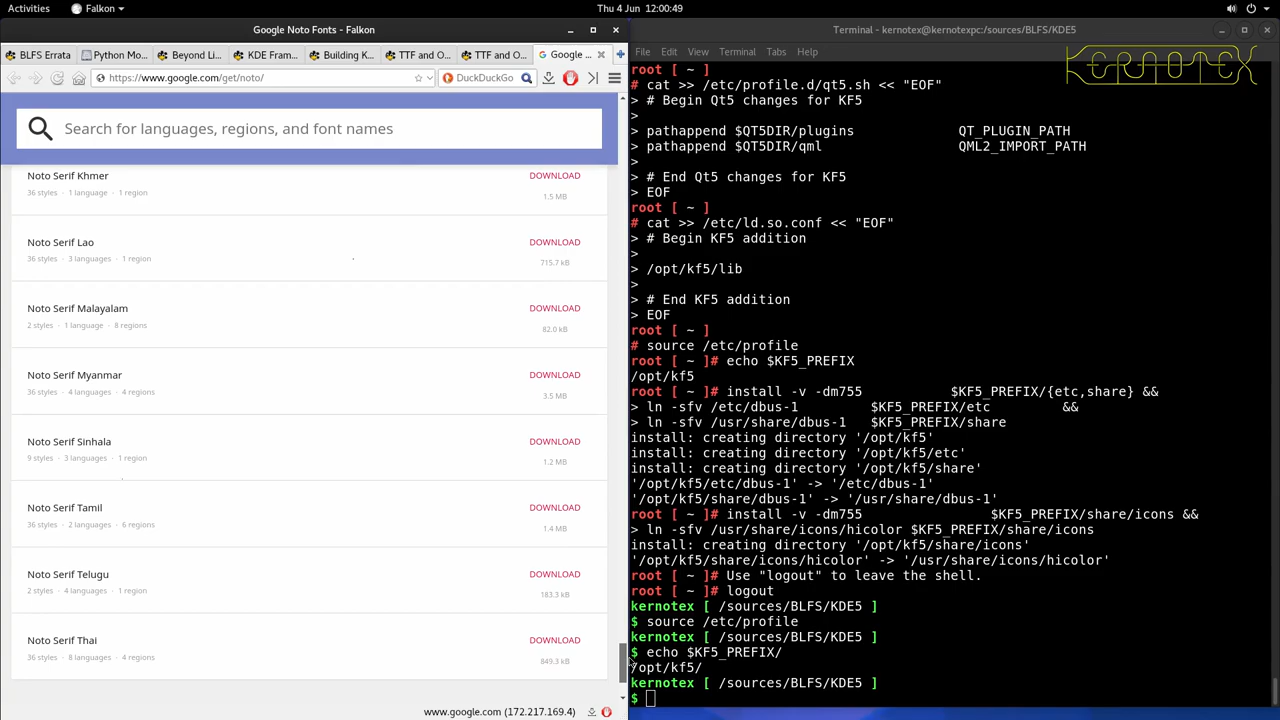 Activities
Falkon
Thu 4 Jun 12:00:49
Google Noto Fonts - Falkon
BLFS Errata
Python Mo...
Beyond Li...
KDE Fram...
Building K...
TTF and O...
TTF and O...
Google ...
https://www.google.com/get/noto/
DuckDuckGo
Search for languages, regions, and font names
Noto Serif Khmer
DOWNLOAD
36 styles · 1 language · 1 region
1.5 MB
Noto Serif Lao
DOWNLOAD
36 styles · 3 languages · 1 region
715.7 kB
Noto Serif Malayalam
DOWNLOAD
2 styles · 1 language · 8 regions
82.0 kB
Noto Serif Myanmar
DOWNLOAD
36 styles · 4 languages · 4 regions
3.5 MB
Noto Serif Sinhala
DOWNLOAD
9 styles · 3 languages · 1 region
1.2 MB
Noto Serif Tamil
DOWNLOAD
36 styles · 2 languages · 6 regions
1.4 MB
Noto Serif Telugu
DOWNLOAD
2 styles · 4 languages · 1 region
183.3 kB
Noto Serif Thai
DOWNLOAD
36 styles · 8 languages · 4 regions
849.3 kB
www.google.com (172.217.169.4)
Terminal - kernotex@kernotexpc:/sources/BLFS/KDE5
File Edit View Terminal Tabs Help
KERNOTEX
root [ ~ ]
# cat >> /etc/profile.d/qt5.sh << "EOF"
> # Begin Qt5 changes for KF5
>
> pathappend $QT5DIR/plugins QT_PLUGIN_PATH
> pathappend $QT5DIR/qml QML2_IMPORT_PATH
>
> # End Qt5 changes for KF5
> EOF
root [ ~ ]
# cat >> /etc/ld.so.conf << "EOF"
> # Begin KF5 addition
>
> /opt/kf5/lib
>
> # End KF5 addition
> EOF
root [ ~ ]
# source /etc/profile
root [ ~ ]# echo $KF5_PREFIX
/opt/kf5
root [ ~ ]# install -v -dm755 $KF5_PREFIX/{etc,share} &&
> ln -sfv /etc/dbus-1 $KF5_PREFIX/etc &&
> ln -sfv /usr/share/dbus-1 $KF5_PREFIX/share
install: creating directory '/opt/kf5'
install: creating directory '/opt/kf5/etc'
install: creating directory '/opt/kf5/share'
'/opt/kf5/etc/dbus-1' -> '/etc/dbus-1'
'/opt/kf5/share/dbus-1' -> '/usr/share/dbus-1'
root [ ~ ]# install -v -dm755 $KF5_PREFIX/share/icons &&
> ln -sfv /usr/share/icons/hicolor $KF5_PREFIX/share/icons
install: creating directory '/opt/kf5/share/icons'
'/opt/kf5/share/icons/hicolor' -> '/usr/share/icons/hicolor'
root [ ~ ]# Use "logout" to leave the shell.
root [ ~ ]# logout
kernotex [ /sources/BLFS/KDE5 ]
$ source /etc/profile
kernotex [ /sources/BLFS/KDE5 ]
$ echo $KF5_PREFIX/
/opt/kf5/
kernotex [ /sources/BLFS/KDE5 ]
$